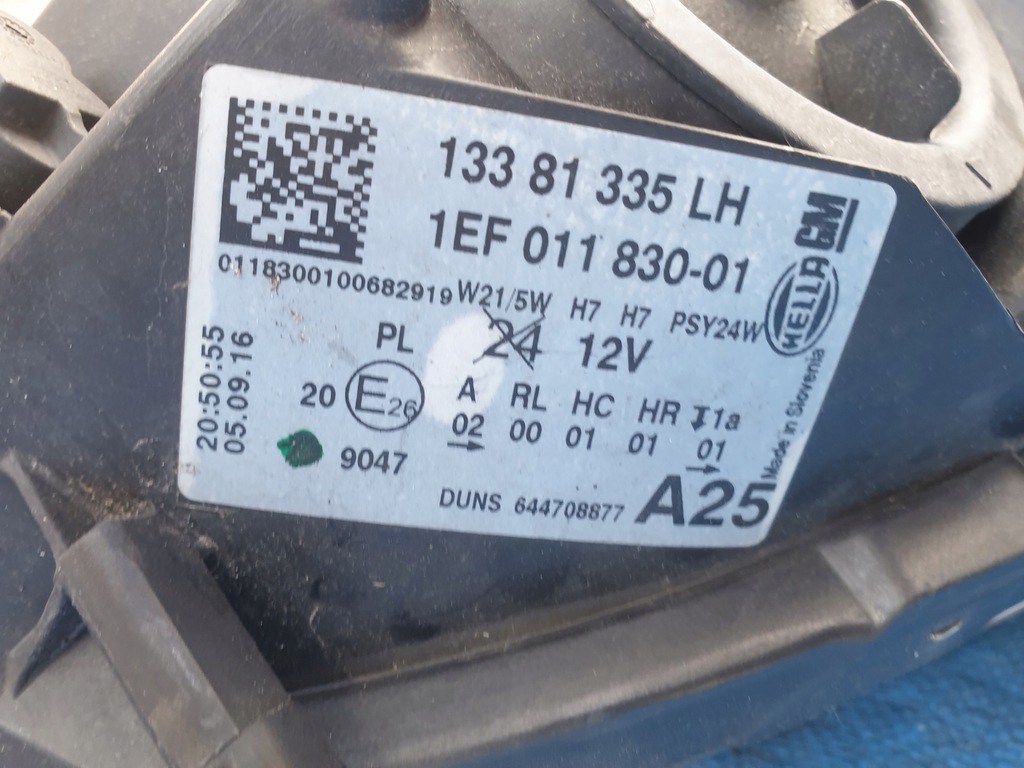 133 81 335 LH
GM
1EF 011 830-01
HELLA
0118300100682919
W21/5W H7 H7 PSY24W
PL 24 12V
20:50:55
05.09.16
20 E26 A RL HC HR 1a
02 00 01 01 01
9047
Made in Slovenia
DUNS 644708877 A25